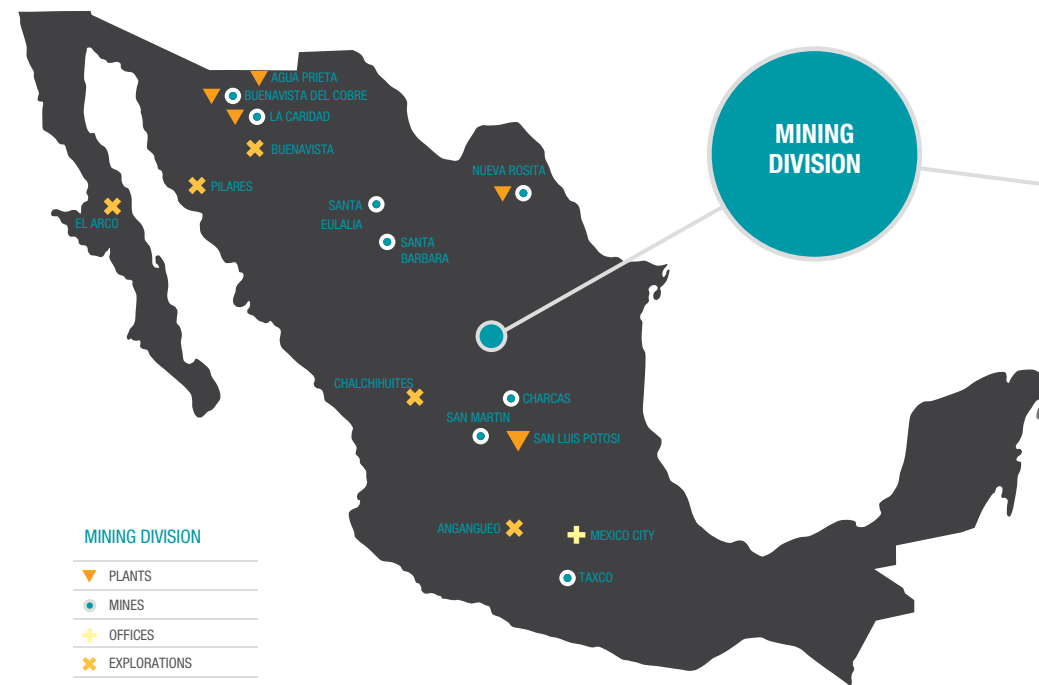 MINING
DIVISION
AGUA PRIETA
BUENAVISTA DEL COBRE
LA CARIDAD
BUENAVISTA
NUEVA ROSITA
PILARES
SANTA
EULALIA
EL ARCO
SANTA
BARBARA
CHALCHIHUITES
CHARCAS
SAN MARTIN
SAN LUIS POTOSI
ANGANGUEO
MEXICO CITY
TAXCO
MINING DIVISION
PLANTS
MINES
OFFICES
EXPLORATIONS